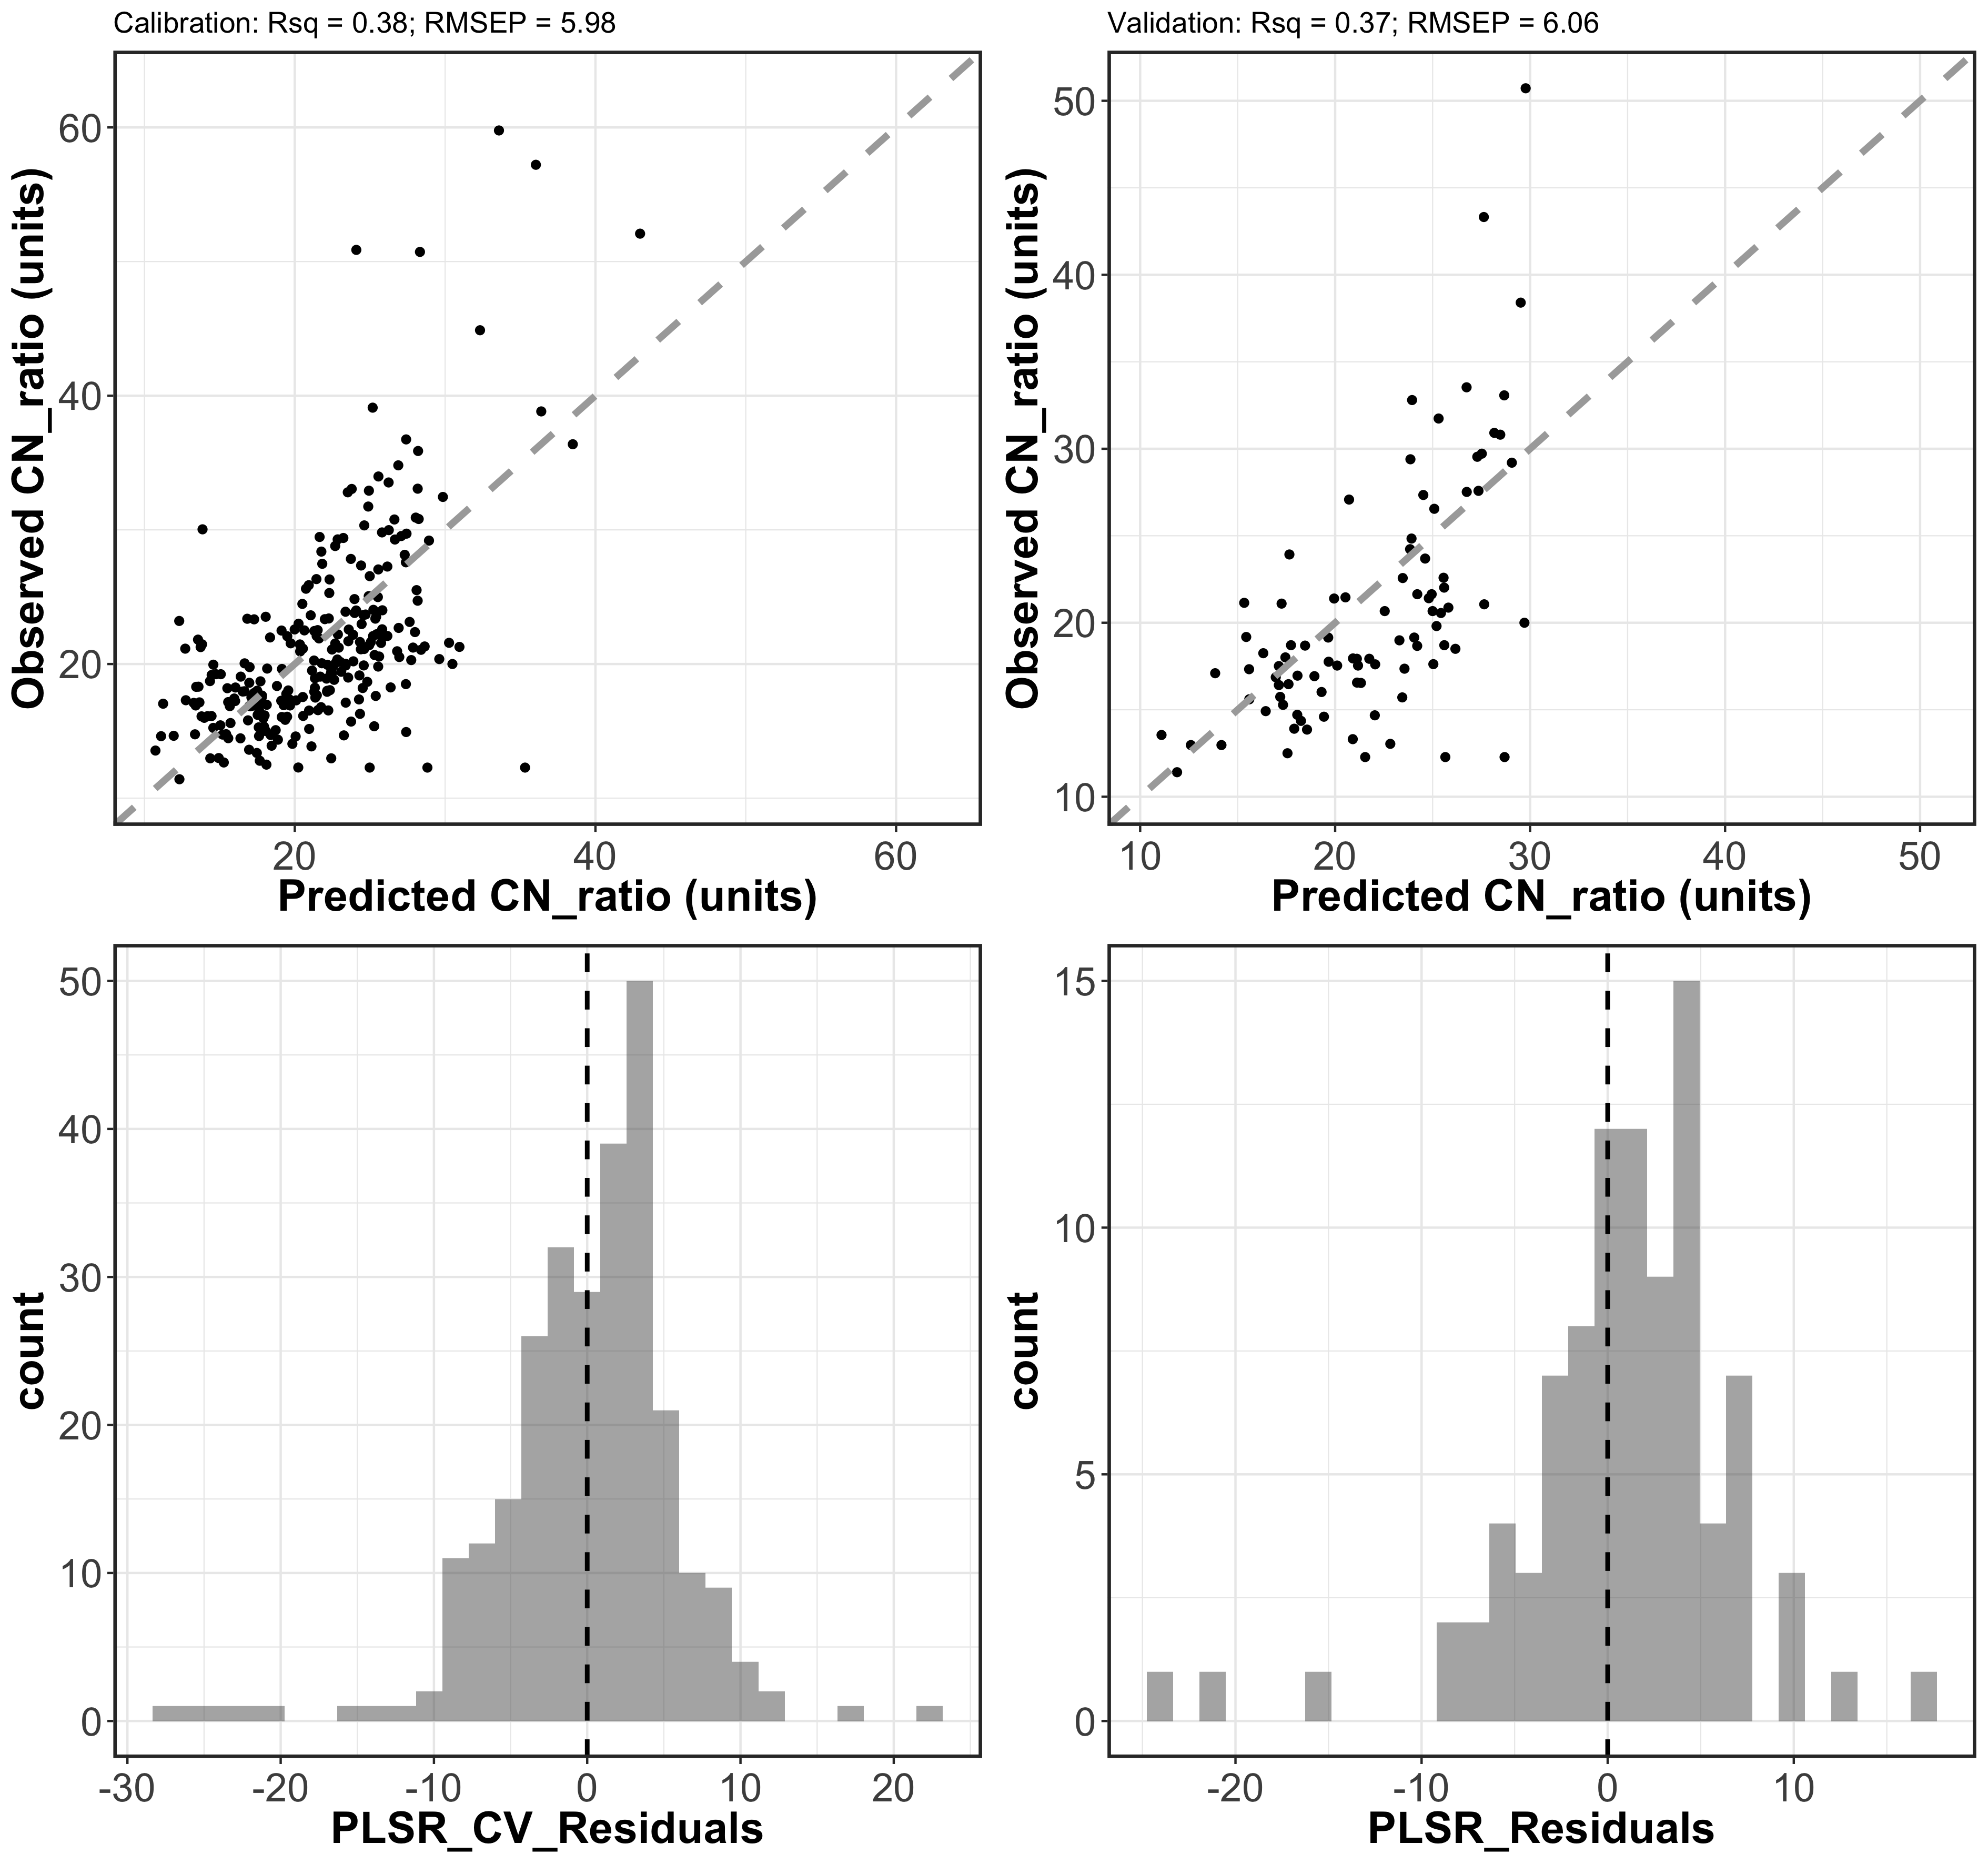 Calibration: Rsq = 0.38; RMSEP = 5.98
Observed CN_ratio (units)
60
40
20
20 40 60
Predicted CN_ratio (units)
Validation: Rsq = 0.37; RMSEP = 6.06
Observed CN_ratio (units)
50
40
30
20
10
10 20 30 40 50
Predicted CN_ratio (units)
count
50
40
30
20
10
0
-30 -20 -10 0 10 20
PLSR_CV_Residuals
count
15
10
5
0
-20 -10 0 10
PLSR_Residuals